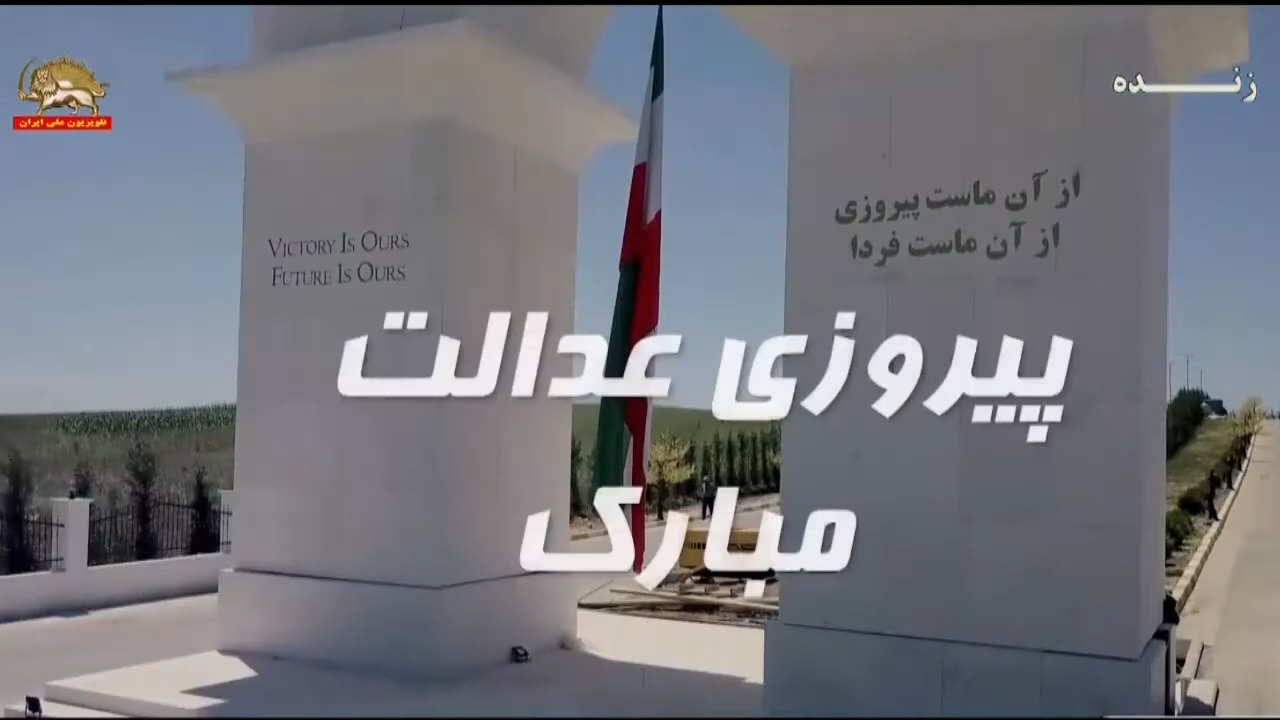 تلویزیون ملی ایران
زنده
VICTORY IS OURS
FUTURE IS OURS
از آن ماست پیروزی
از آن ماست فردا
پیروزی عدالت
مبارک